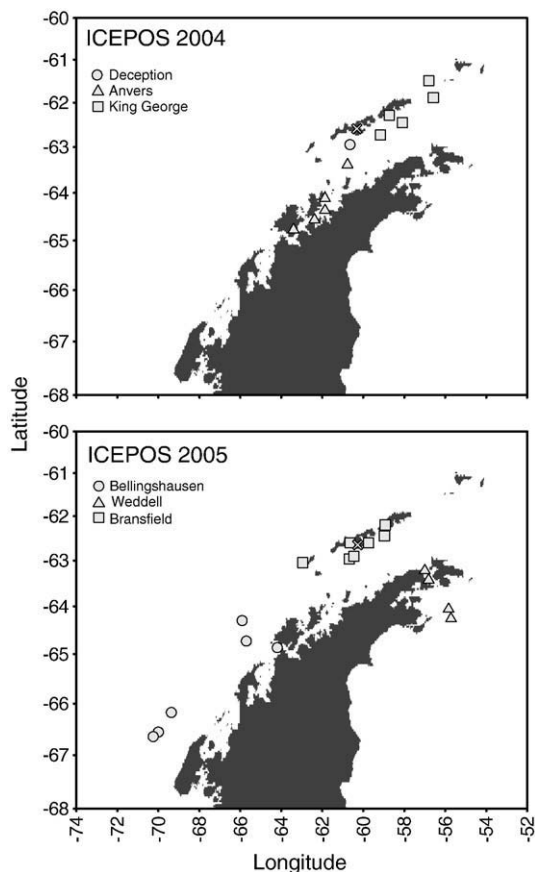 -60
-61
-62
-63
-64
-65
-66
-67
-68
ICEPOS 2004
Deception
Anvers
King George
Latitude
-60
-61
-62
-63
-64
-65
-66
-67
-68
ICEPOS 2005
Bellingshausen
Weddell
Bransfield
-74 -72 -70 -68 -66 -64 -62 -60 -58 -56 -54 -52
Longitude